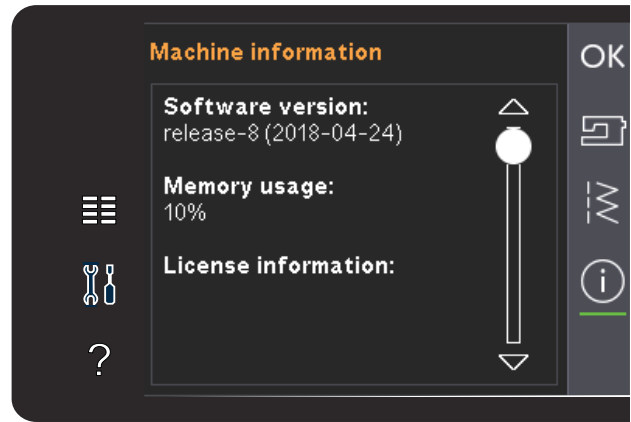 Machine information
OK
Software version:
release-8 (2018-04-24)
Memory usage:
10%
License information:
?